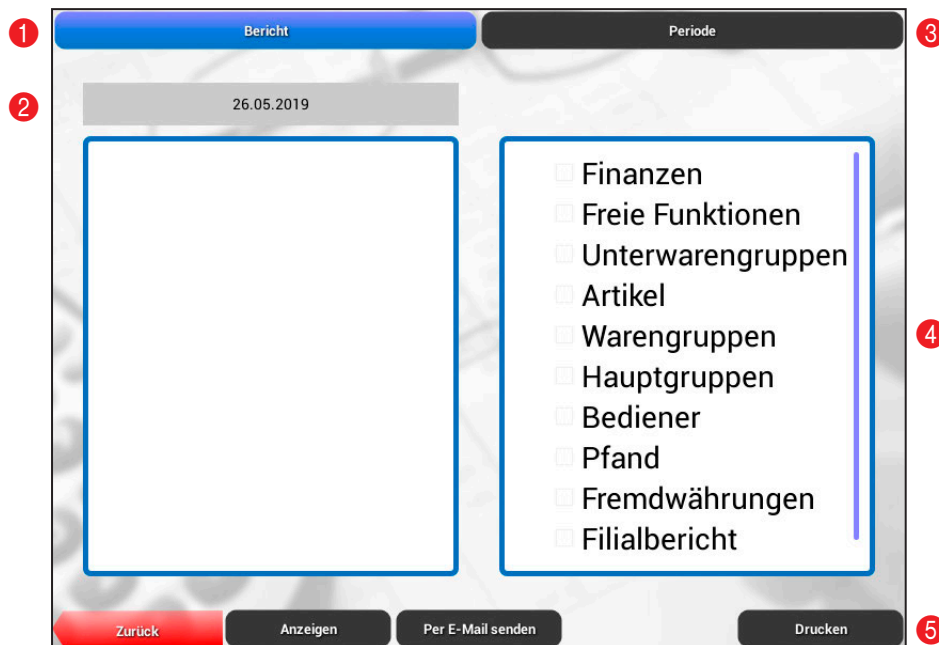 1 Bericht Periode 3
2 26.05.2019
Finanzen
Freie Funktionen
Unterwarengruppen
Artikel
4
Warengruppen
Hauptgruppen
Bediener
Pfand
Fremdwährungen
Filialbericht
Zurück Anzeigen Per E-Mail senden Drucken 5